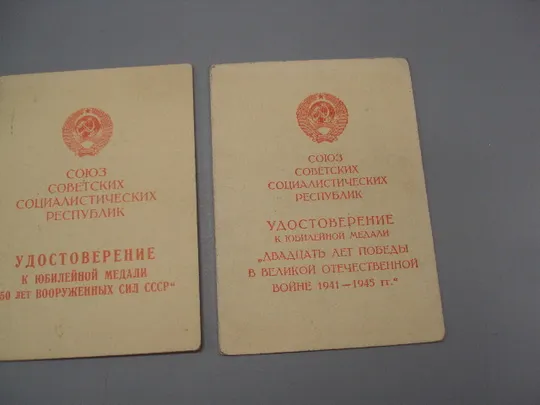 СОЮЗ
СОВЕТСКИХ
СОЦИАЛИСТИЧЕСКИХ
РЕСПУБЛИК
УДОСТОВЕРЕНИЕ
К ЮБИЛЕЙНОЙ МЕДАЛИ
50 ЛЕТ ВООРУЖЕННЫХ СИЛ СССР“
СОЮЗ
СОВЕТСКИХ
СОЦИАЛИСТИЧЕСКИХ
РЕСПУБЛИК
УДОСТОВЕРЕНИЕ
К ЮБИЛЕЙНОЙ МЕДАЛИ
„ДВАДЦАТЬ ЛЕТ ПОБЕДЫ
В ВЕЛИКОЙ ОТЕЧЕСТВЕННОЙ
ВОЙНЕ 1941—1945 гг.“